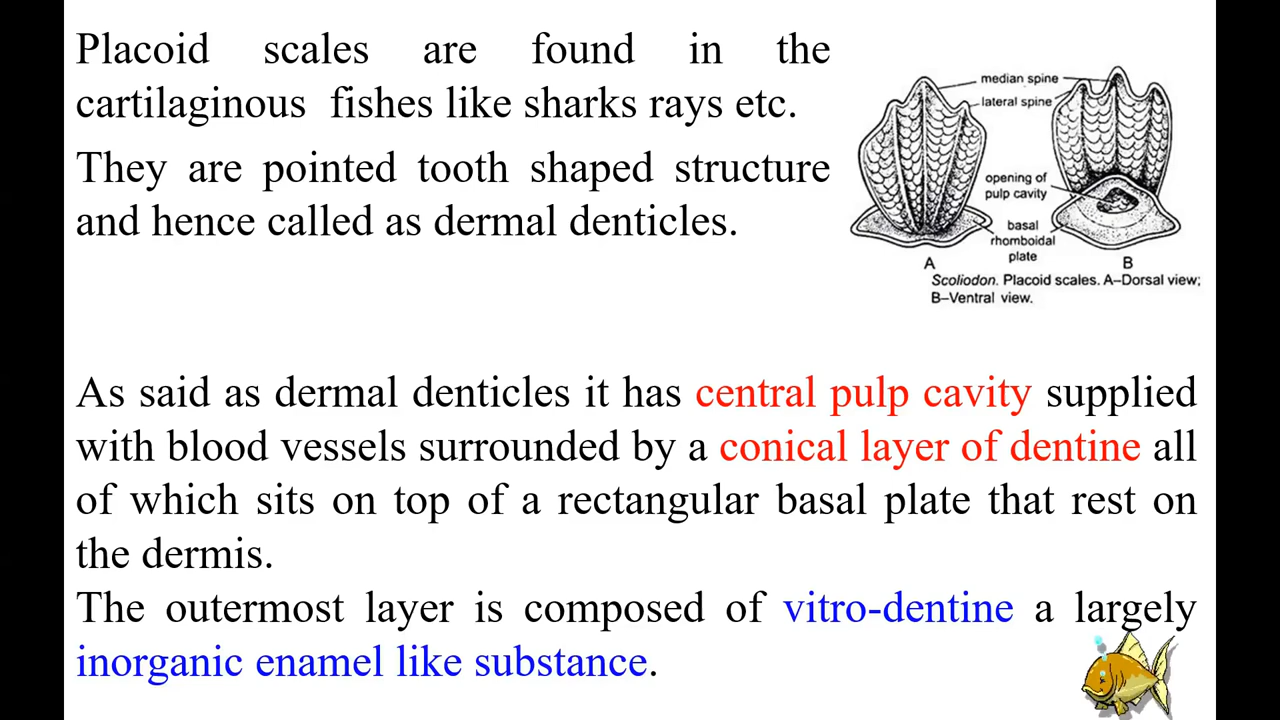 Placoid scales are found in the
cartilaginous fishes like sharks rays etc.
They are pointed tooth shaped structure
and hence called as dermal denticles.
median spine
lateral spine
opening of
pulp cavity
basal
rhomboidal
plate
A
B
Scoliodon. Placoid scales. A–Dorsal view;
B–Ventral view.
As said as dermal denticles it has central pulp cavity supplied
with blood vessels surrounded by a conical layer of dentine all
of which sits on top of a rectangular basal plate that rest on
the dermis.
The outermost layer is composed of vitro-dentine a largely
inorganic enamel like substance.